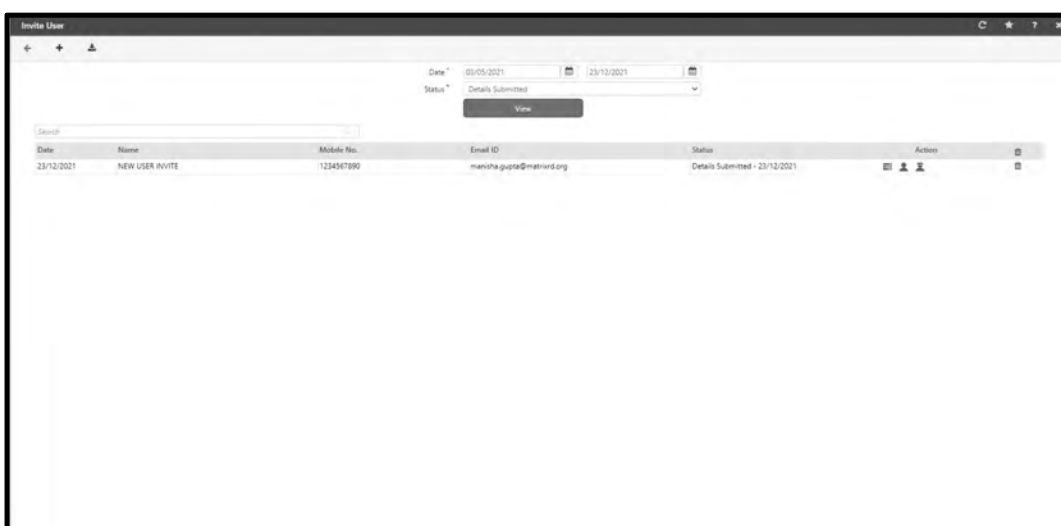 Invite User
Date * 03/05/2021 23/12/2021
Status * Details Submitted
View
Search
Date Name Mobile No. Email ID Status Action
23/12/2021 NEW USER INVITE 1234567890 manisha.gupta@matrixrd.org Details Submitted - 23/12/2021